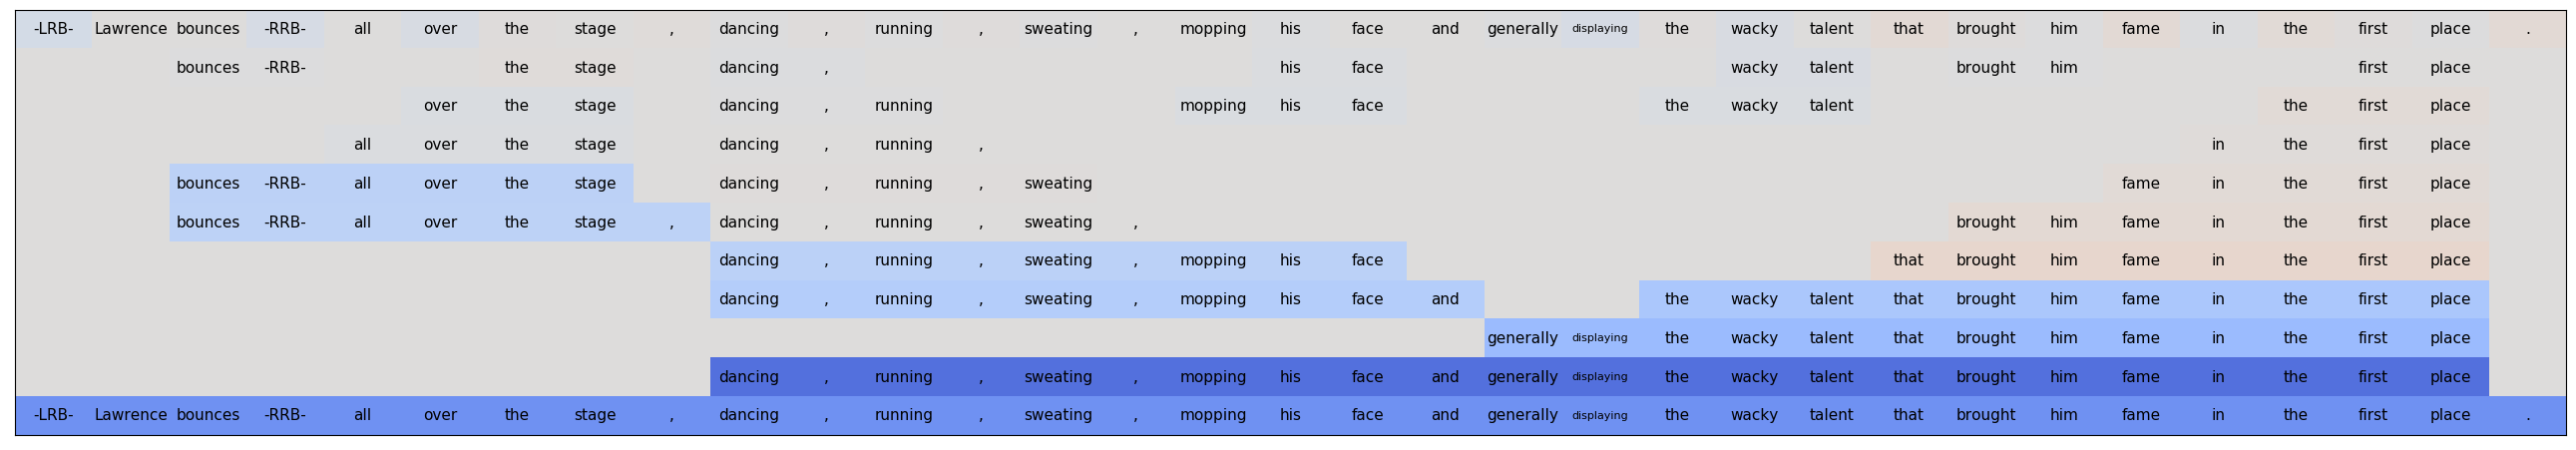 -LRB- Lawrence bounces -RRB- all over the stage , dancing , running , sweating , mopping his face and generally displaying the wacky talent that brought him fame in the first place .
bounces -RRB- the stage dancing , his face wacky talent brought him first place
over the stage dancing , running mopping his face the wacky talent the first place
all over the stage dancing , running , in the first place
bounces -RRB- all over the stage dancing , running , sweating fame in the first place
bounces -RRB- all over the stage , dancing , running , sweating , brought him fame in the first place
dancing , running , sweating , mopping his face that brought him fame in the first place
dancing , running , sweating , mopping his face and the wacky talent that brought him fame in the first place
generally displaying the wacky talent that brought him fame in the first place
dancing , running , sweating , mopping his face and generally displaying the wacky talent that brought him fame in the first place
-LRB- Lawrence bounces -RRB- all over the stage , dancing , running , sweating , mopping his face and generally displaying the wacky talent that brought him fame in the first place .